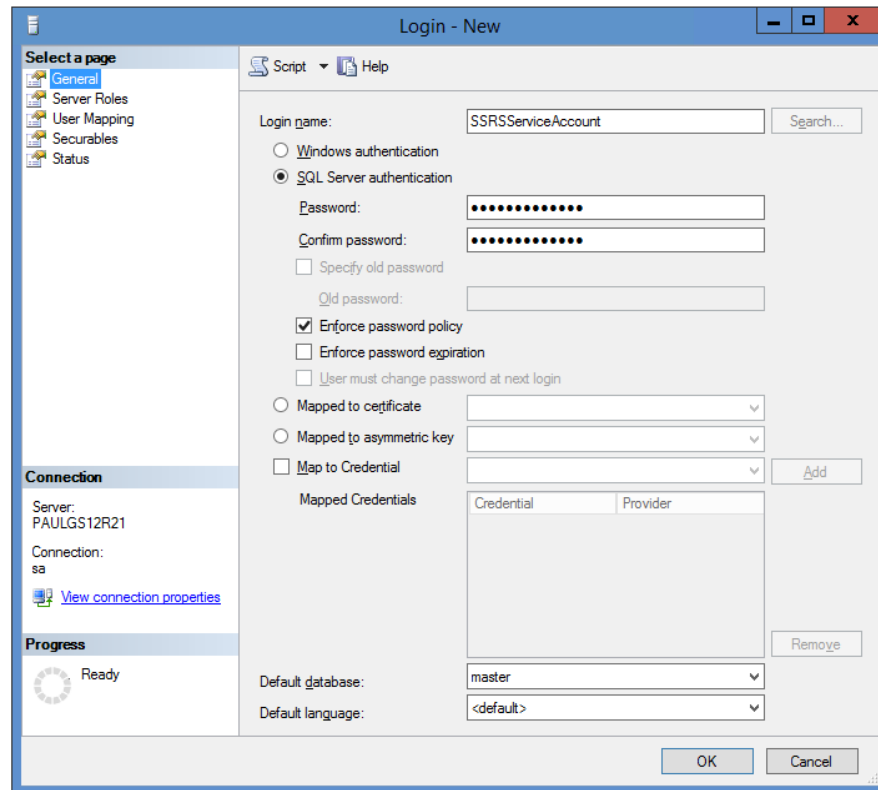 Login - New
Select a page
General
Server Roles
User Mapping
Securables
Status
Script Help
Login name: SSRSServiceAccount Search...
Windows authentication
SQL Server authentication
Password: •••••••••••••
Confirm password: •••••••••••••
Specify old password
Old password:
Enforce password policy
Enforce password expiration
User must change password at next login
Mapped to certificate
Mapped to asymmetric key
Map to Credential Add
Mapped Credentials Credential Provider
Remove
Default database: master
Default language: <default>
Connection
Server:
PAULGS12R21
Connection:
sa
View connection properties
Progress
Ready
OK Cancel